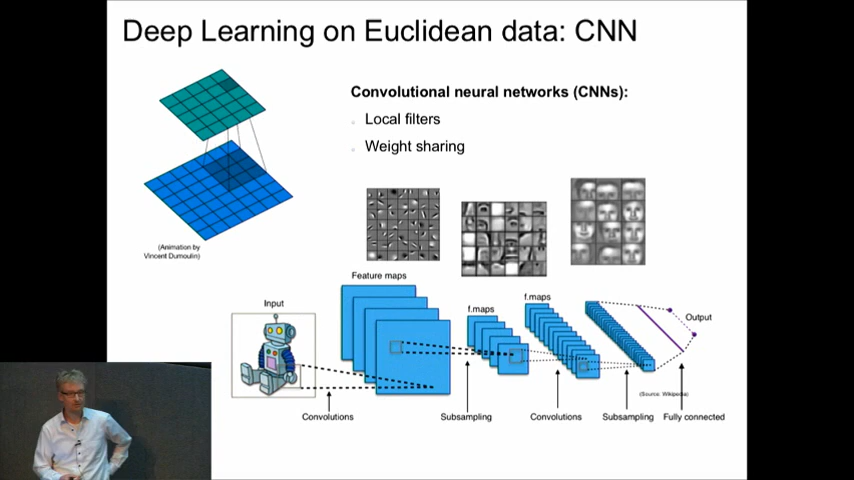 Deep Learning on Euclidean data: CNN
Convolutional neural networks (CNNs):
Local filters
Weight sharing
(Animation by
Vincent Dumoulin)
Feature maps
Input
f.maps
f.maps
Output
(Source: Wikipedia)
Convolutions
Subsampling
Convolutions
Subsampling
Fully connected